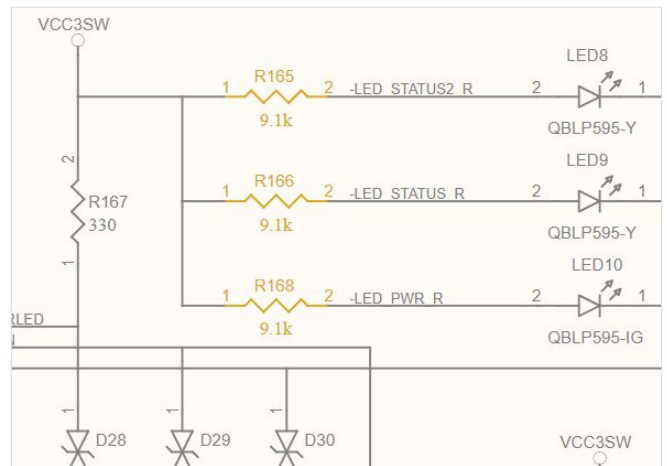 VCC3SW
LED8
1 R165 2 -LED_STATUS2_R 2 1
9.1k
QBLP595-Y
LED9
2
1 R166 2 -LED_STATUS_R 2 1
R167
330
9.1k
QBLP595-Y
LED10
1
1 R168 2 -LED_PWR_R 2 1
9.1k
RLED
QBLP595-IG
1 1 1
D28 D29 D30
VCC3SW